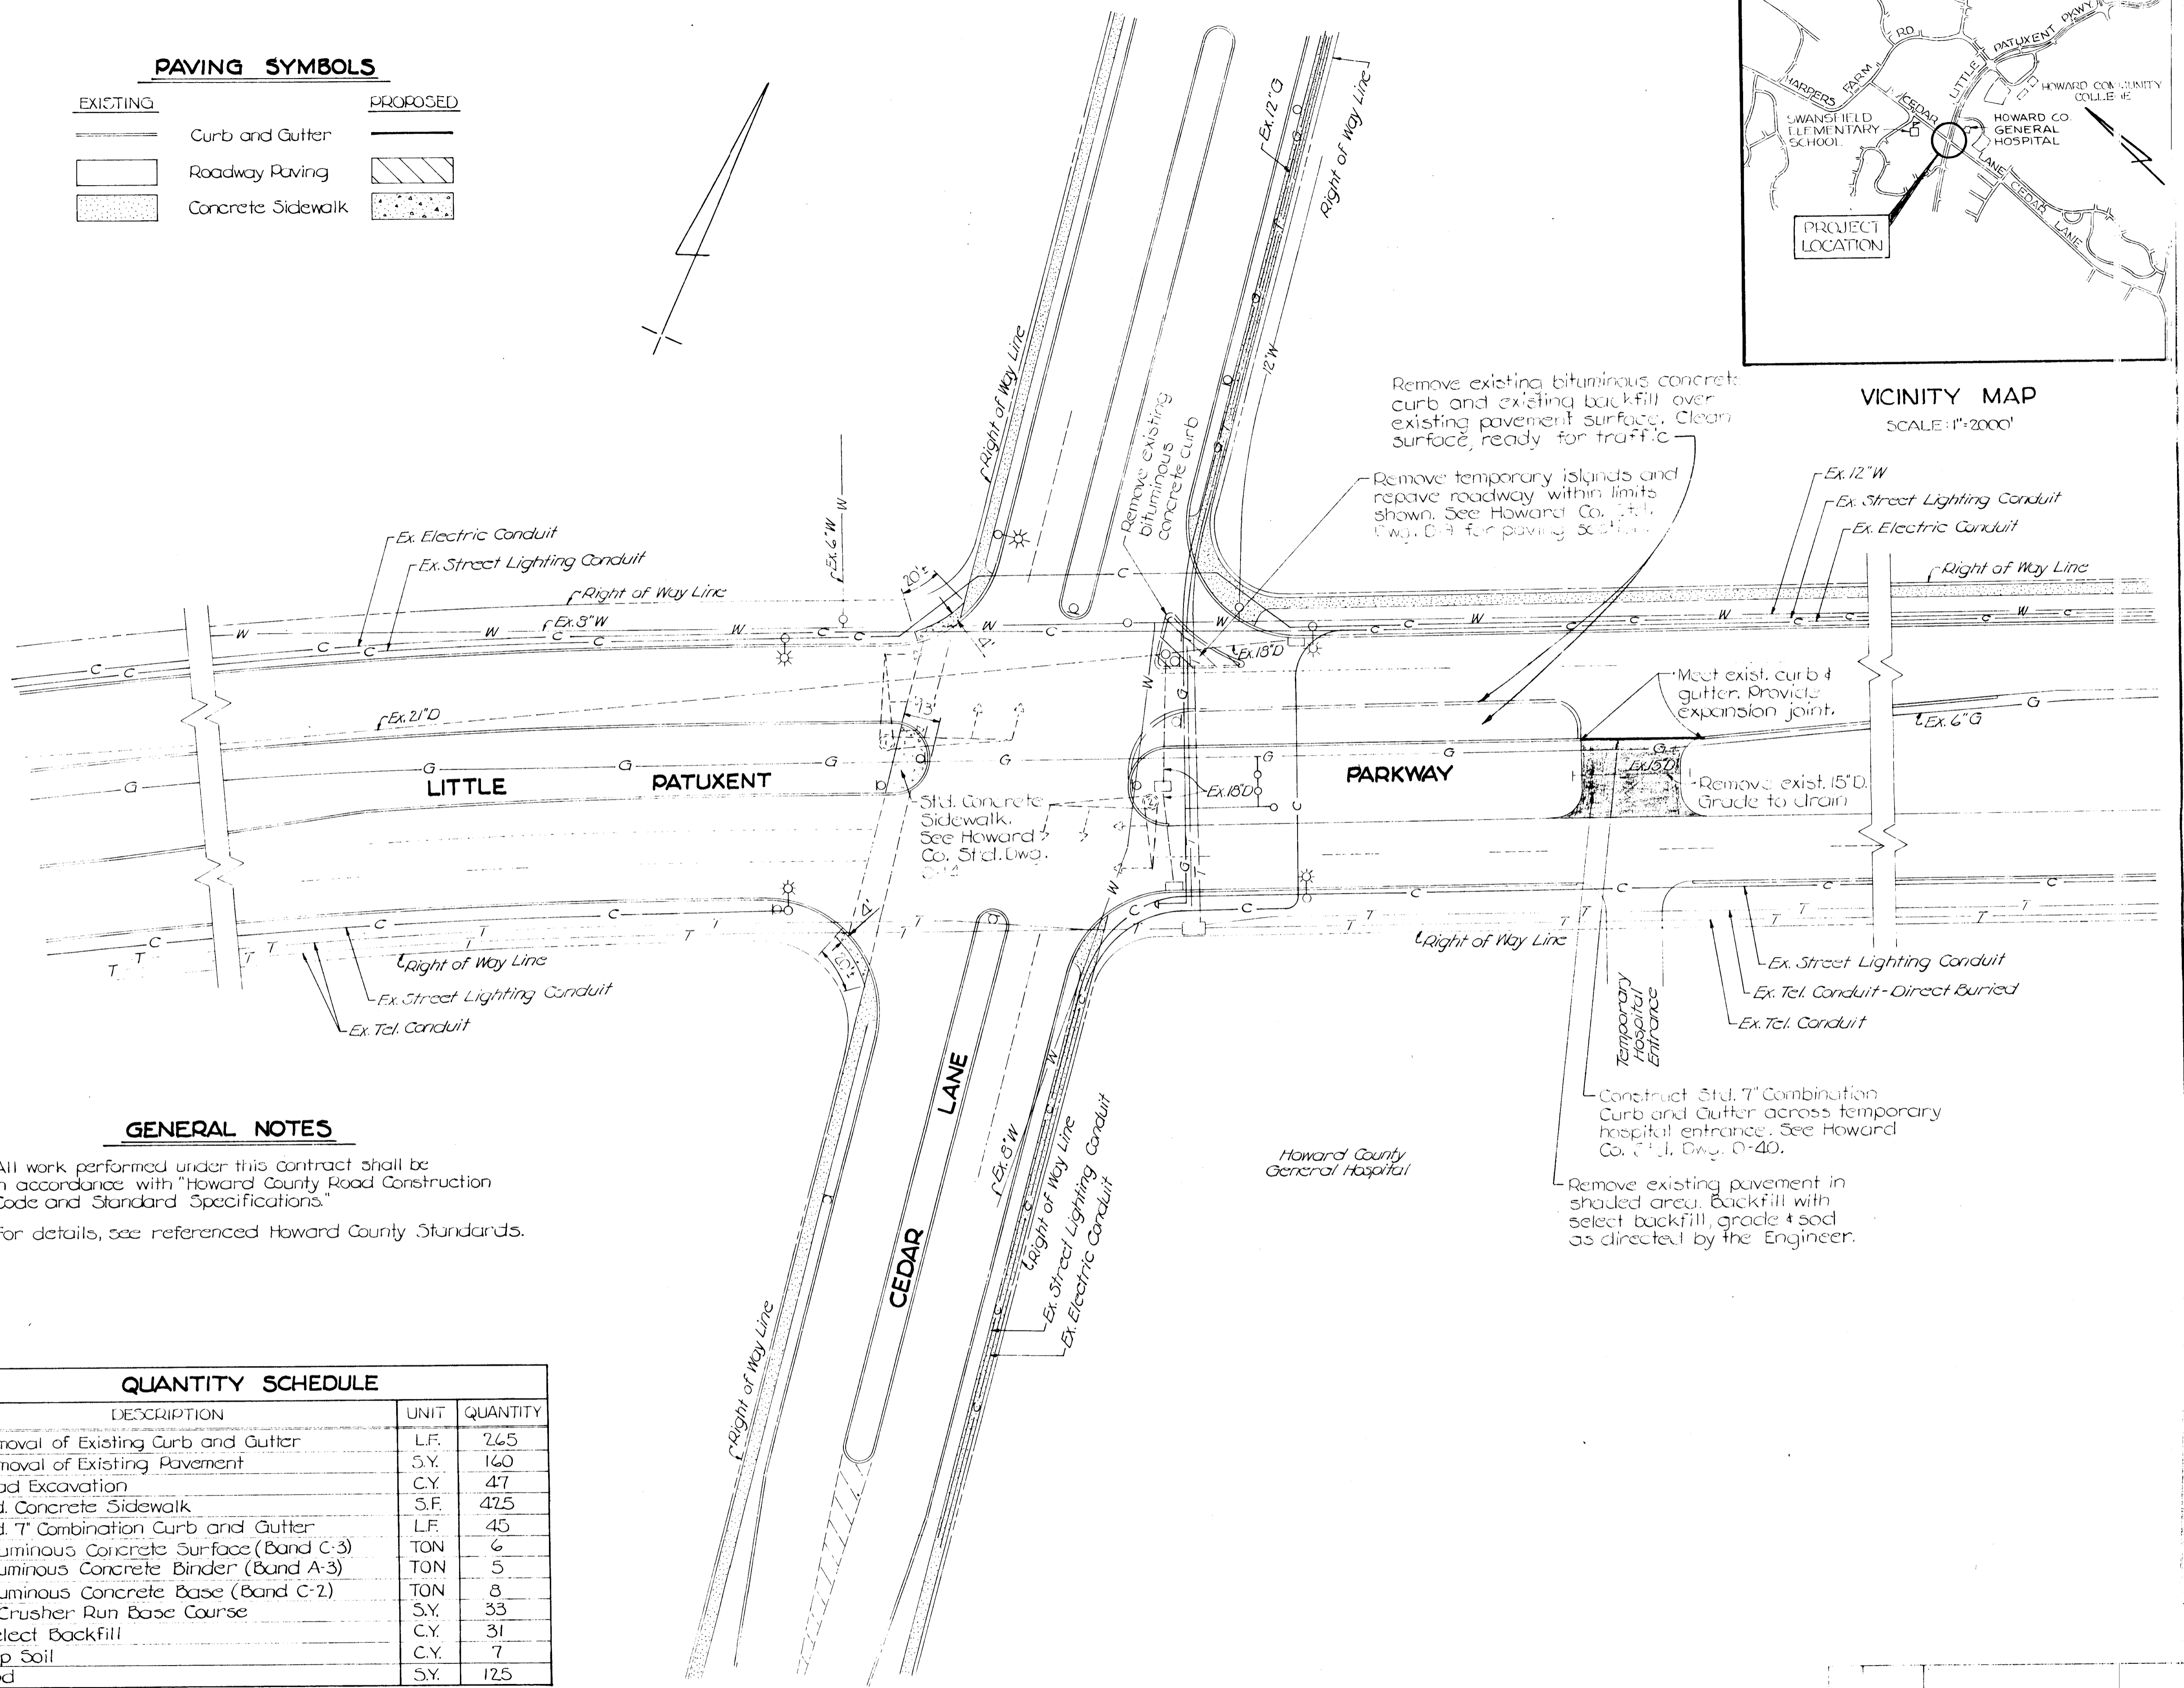 PAVING SYMBOLS
EXISTING
PROPOSED
Curb and Gutter
Roadway Paving
Concrete Sidewalk
RD
HARPERS
FARM
LITTLE
PATUXENT
PKWY
CEDAR
HOWARD COMMUNITY
COLLEGE
SWANSFIELD
ELEMENTARY
SCHOOL
HOWARD CO.
GENERAL
HOSPITAL
LANE
CEDAR
LANE
PROJECT
LOCATION
VICINITY MAP
SCALE: 1"=2000'
Ex. 12"G
Right of Way Line
12"W
Right of Way Line
Remove existing
bituminous
concrete curb
Remove existing bituminous concrete
curb and existing backfill over
existing pavement surface. Clean
surface, ready for traffic
Remove temporary islands and
repave roadway within limits
shown. See Howard Co. Std.
Dwg. for paving
Ex. 12"W
Ex. Street Lighting Conduit
Ex. Electric Conduit
Right of Way Line
Ex. Electric Conduit
Ex. Street Lighting Conduit
Right of Way Line
Ex. 8"W
Ex. 6"W
20'±
4'
Ex. 18"D
Ex. 21"D
13'
Meet exist. curb &
gutter. Provide
expansion joint.
Ex. 6"G
LITTLE PATUXENT PARKWAY
Ex. 15"D
Remove exist. 15"D.
Grade to drain
Ex. 18"D
Std. Concrete
Sidewalk.
See Howard
Co. Std. Dwg.
4'
Right of Way Line
Right of Way Line
Ex. Street Lighting Conduit
Ex. Tel. Conduit
Ex. Street Lighting Conduit
Ex. Tel. Conduit-Direct Buried
Ex. Tel. Conduit
Temporary
Hospital
Entrance
Construct Std. 7" Combination
Curb and Gutter across temporary
hospital entrance. See Howard
Co. Std. Dwg. D-40.
Remove existing pavement in
shaded area. Backfill with
select backfill, grade & sod
as directed by the Engineer.
Howard County
General Hospital
CEDAR LANE
Ex. 8"W
Right of Way Line
Ex. Street Lighting Conduit
Ex. Electric Conduit
Right of Way Line
GENERAL NOTES
All work performed under this contract shall be
in accordance with "Howard County Road Construction
Code and Standard Specifications."
For details, see referenced Howard County Standards.
QUANTITY SCHEDULE
DESCRIPTION UNIT QUANTITY
moval of Existing Curb and Gutter L.F. 265
moval of Existing Pavement S.Y. 160
ad Excavation C.Y. 47
d. Concrete Sidewalk S.F. 425
d. 7" Combination Curb and Gutter L.F. 45
uminous Concrete Surface (Band C-3) TON 6
uminous Concrete Binder (Band A-3) TON 5
uminous Concrete Base (Band C-2) TON 8
Crusher Run Base Course S.Y. 33
elect Backfill C.Y. 31
p Soil C.Y. 7
od S.Y. 125